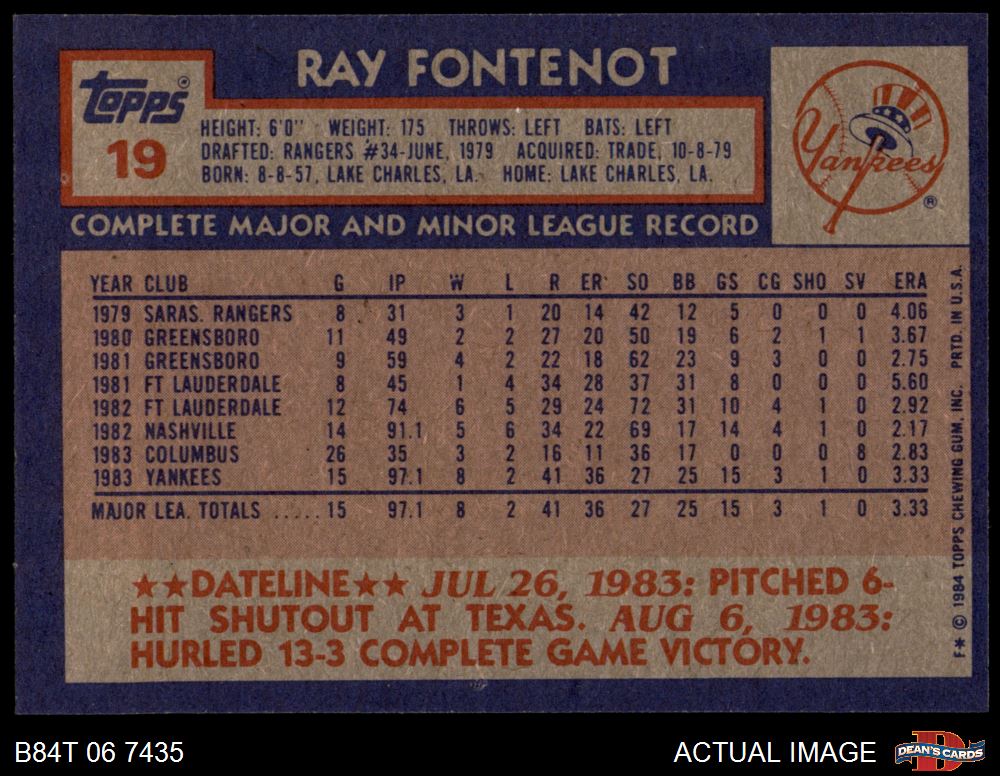 RAY FONTENOT
Topps®
19
HEIGHT: 6'0" WEIGHT: 175 THROWS: LEFT BATS: LEFT
DRAFTED: RANGERS #34-JUNE, 1979 ACQUIRED: TRADE, 10-8-79
BORN: 8-8-57, LAKE CHARLES, LA. HOME: LAKE CHARLES, LA.
Yankees
®
COMPLETE MAJOR AND MINOR LEAGUE RECORD
YEAR CLUB G IP W L R ER SO BB GS CG SHO SV ERA
1979 SARAS. RANGERS 8 31 3 1 20 14 42 12 5 0 0 0 4.06
1980 GREENSBORO 11 49 2 2 27 20 50 19 6 2 1 1 3.67
1981 GREENSBORO 9 59 4 2 22 18 62 23 9 3 0 0 2.75
1981 FT LAUDERDALE 8 45 1 4 34 28 37 31 8 0 0 0 5.60
1982 FT LAUDERDALE 12 74 6 5 29 24 72 31 10 4 1 0 2.92
1982 NASHVILLE 14 91.1 5 6 34 22 69 17 14 4 1 0 2.17
1983 COLUMBUS 26 35 3 2 16 11 36 17 0 0 0 8 2.83
1983 YANKEES 15 97.1 8 2 41 36 27 25 15 3 1 0 3.33
MAJOR LEA. TOTALS ..... 15 97.1 8 2 41 36 27 25 15 3 1 0 3.33
★★DATELINE★★ JUL 26, 1983: PITCHED 6-
HIT SHUTOUT AT TEXAS. AUG 6, 1983:
HURLED 13-3 COMPLETE GAME VICTORY.
F* © 1984 TOPPS CHEWING GUM, INC. PRTD. IN U.S.A.
B84T 06 7435
ACTUAL IMAGE
D
DEAN'S CARDS